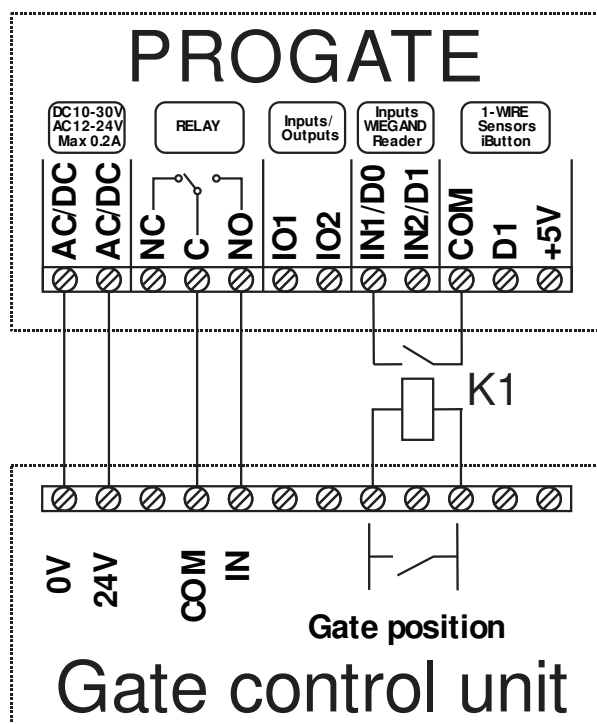 PROGATE
DC10-30V
AC12-24V
Max 0.2A
RELAY
Inputs/
Outputs
Inputs
WIEGAND
Reader
1-WIRE
Sensors
iButton
AC/DC
AC/DC
NC
C
NO
IO1
IO2
IN1/D0
IN2/D1
COM
D1
+5V
K1
0V
24V
COM
IN
Gate position
Gate control unit